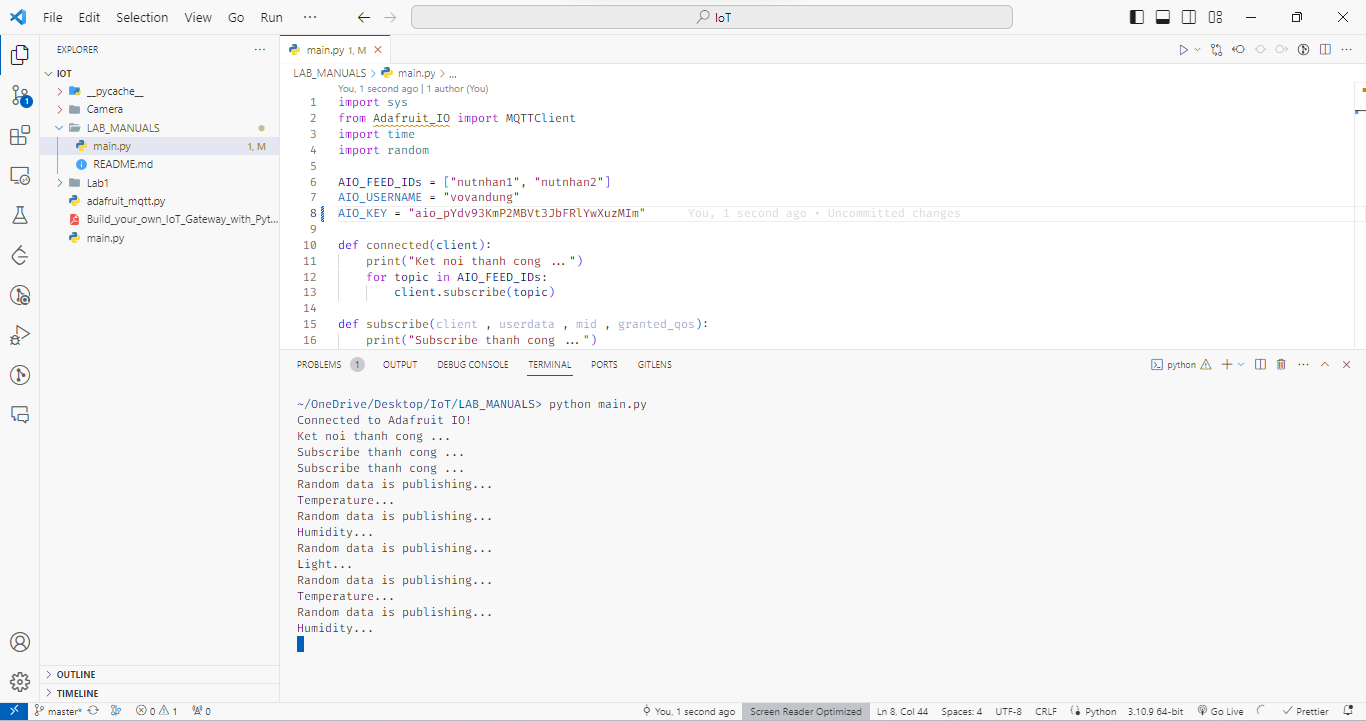 File Edit Selection View Go Run ··· IoT
EXPLORER ···
IOT
__pycache__
Camera
LAB_MANUALS
main.py 1, M
README.md
Lab1
adafruit_mqtt.py
Build_your_own_IoT_Gateway_with_Pyt...
main.py
OUTLINE
TIMELINE
1
main.py 1, M
LAB_MANUALS > main.py > ...
You, 1 second ago | 1 author (You)
1 import sys
2 from Adafruit_IO import MQTTClient
3 import time
4 import random
5
6 AIO_FEED_IDs = ["nutnhan1", "nutnhan2"]
7 AIO_USERNAME = "vovandung"
8 AIO_KEY = "aio_pYdv93KmP2MBVt3JbFRlYwXuzMIm" You, 1 second ago • Uncommitted changes
9
10 def connected(client):
11 print("Ket noi thanh cong ...")
12 for topic in AIO_FEED_IDs:
13 client.subscribe(topic)
14
15 def subscribe(client , userdata , mid , granted_qos):
16 print("Subscribe thanh cong ...")
PROBLEMS 1 OUTPUT DEBUG CONSOLE TERMINAL PORTS GITLENS python
~/OneDrive/Desktop/IoT/LAB_MANUALS> python main.py
Connected to Adafruit IO!
Ket noi thanh cong ...
Subscribe thanh cong ...
Subscribe thanh cong ...
Random data is publishing...
Temperature...
Random data is publishing...
Humidity...
Random data is publishing...
Light...
Random data is publishing...
Temperature...
Random data is publishing...
Humidity...
master* 0 1 0 You, 1 second ago Screen Reader Optimized Ln 8, Col 44 Spaces: 4 UTF-8 CRLF Python 3.10.9 64-bit Go Live Prettier